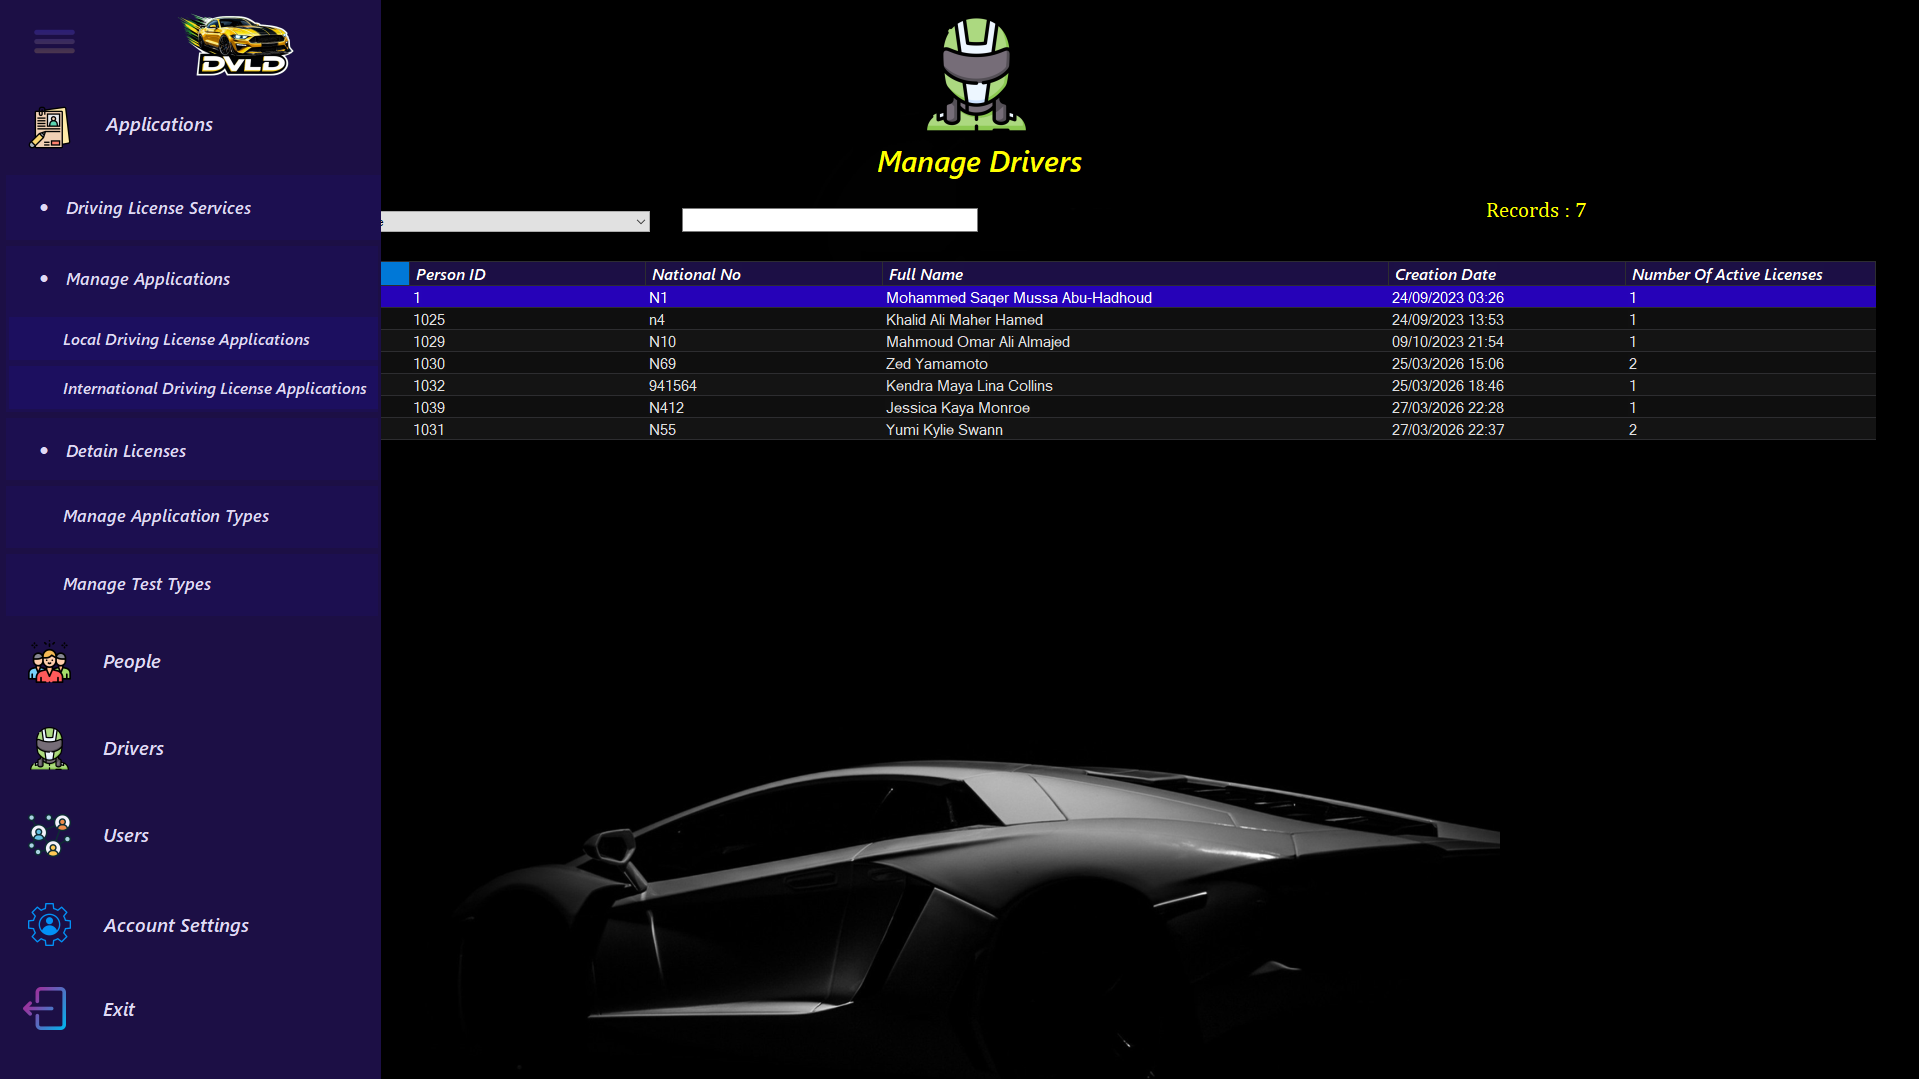 DVLD
Applications
• Driving License Services
• Manage Applications
Local Driving License Applications
International Driving License Applications
• Detain Licenses
Manage Application Types
Manage Test Types
People
Drivers
Users
Account Settings
Exit
Manage Drivers
Records : 7
Person ID National No Full Name Creation Date Number Of Active Licenses
1 N1 Mohammed Saqer Mussa Abu-Hadhoud 24/09/2023 03:26 1
1025 n4 Khalid Ali Maher Hamed 24/09/2023 13:53 1
1029 N10 Mahmoud Omar Ali Almajed 09/10/2023 21:54 1
1030 N69 Zed Yamamoto 25/03/2026 15:06 2
1032 941564 Kendra Maya Lina Collins 25/03/2026 18:46 1
1039 N412 Jessica Kaya Monroe 27/03/2026 22:28 1
1031 N55 Yumi Kylie Swann 27/03/2026 22:37 2